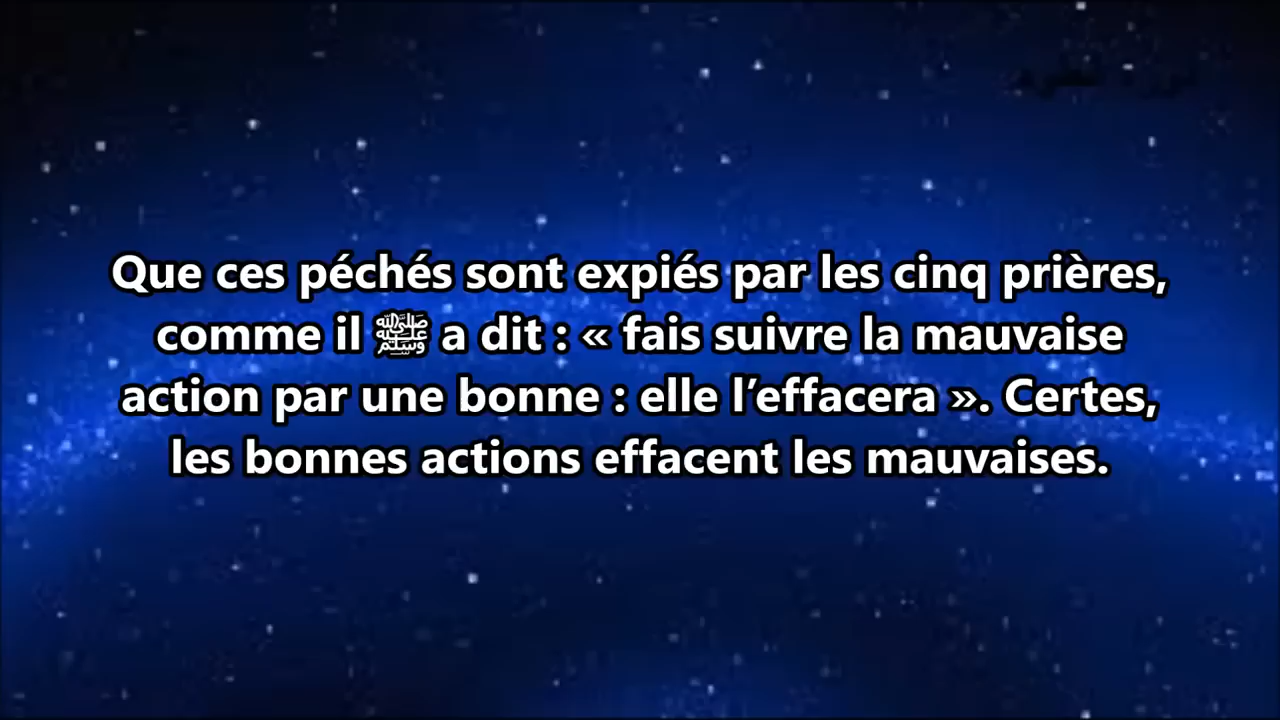 Que ces péchés sont expiés par les cinq prières,
comme il ﷺ a dit : « fais suivre la mauvaise
action par une bonne : elle l’effacera ». Certes,
les bonnes actions effacent les mauvaises.